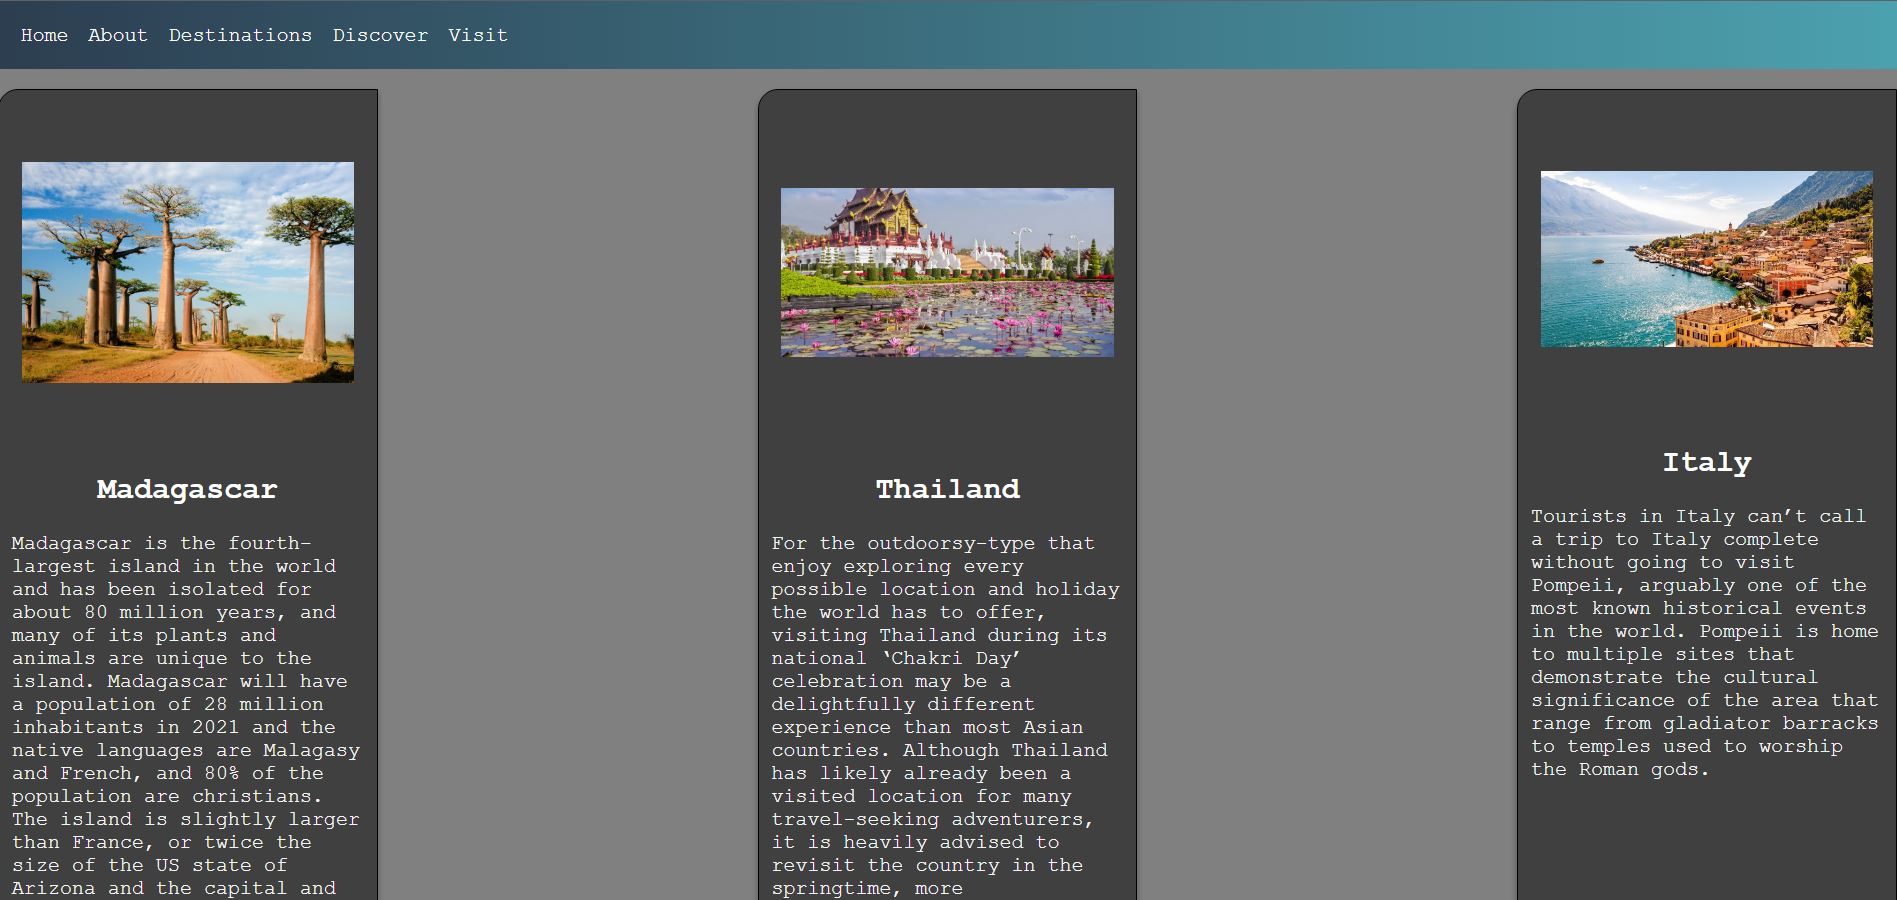 Home About Destinations Discover Visit
Madagascar
Madagascar is the fourth-
largest island in the world
and has been isolated for
about 80 million years, and
many of its plants and
animals are unique to the
island. Madagascar will have
a population of 28 million
inhabitants in 2021 and the
native languages are Malagasy
and French, and 80% of the
population are christians.
The island is slightly larger
than France, or twice the
size of the US state of
Arizona and the capital and
Thailand
For the outdoorsy-type that
enjoy exploring every
possible location and holiday
the world has to offer,
visiting Thailand during its
national ‘Chakri Day’
celebration may be a
delightfully different
experience than most Asian
countries. Although Thailand
has likely already been a
visited location for many
travel-seeking adventurers,
it is heavily advised to
revisit the country in the
springtime, more
Italy
Tourists in Italy can’t call
a trip to Italy complete
without going to visit
Pompeii, arguably one of the
most known historical events
in the world. Pompeii is home
to multiple sites that
demonstrate the cultural
significance of the area that
range from gladiator barracks
to temples used to worship
the Roman gods.